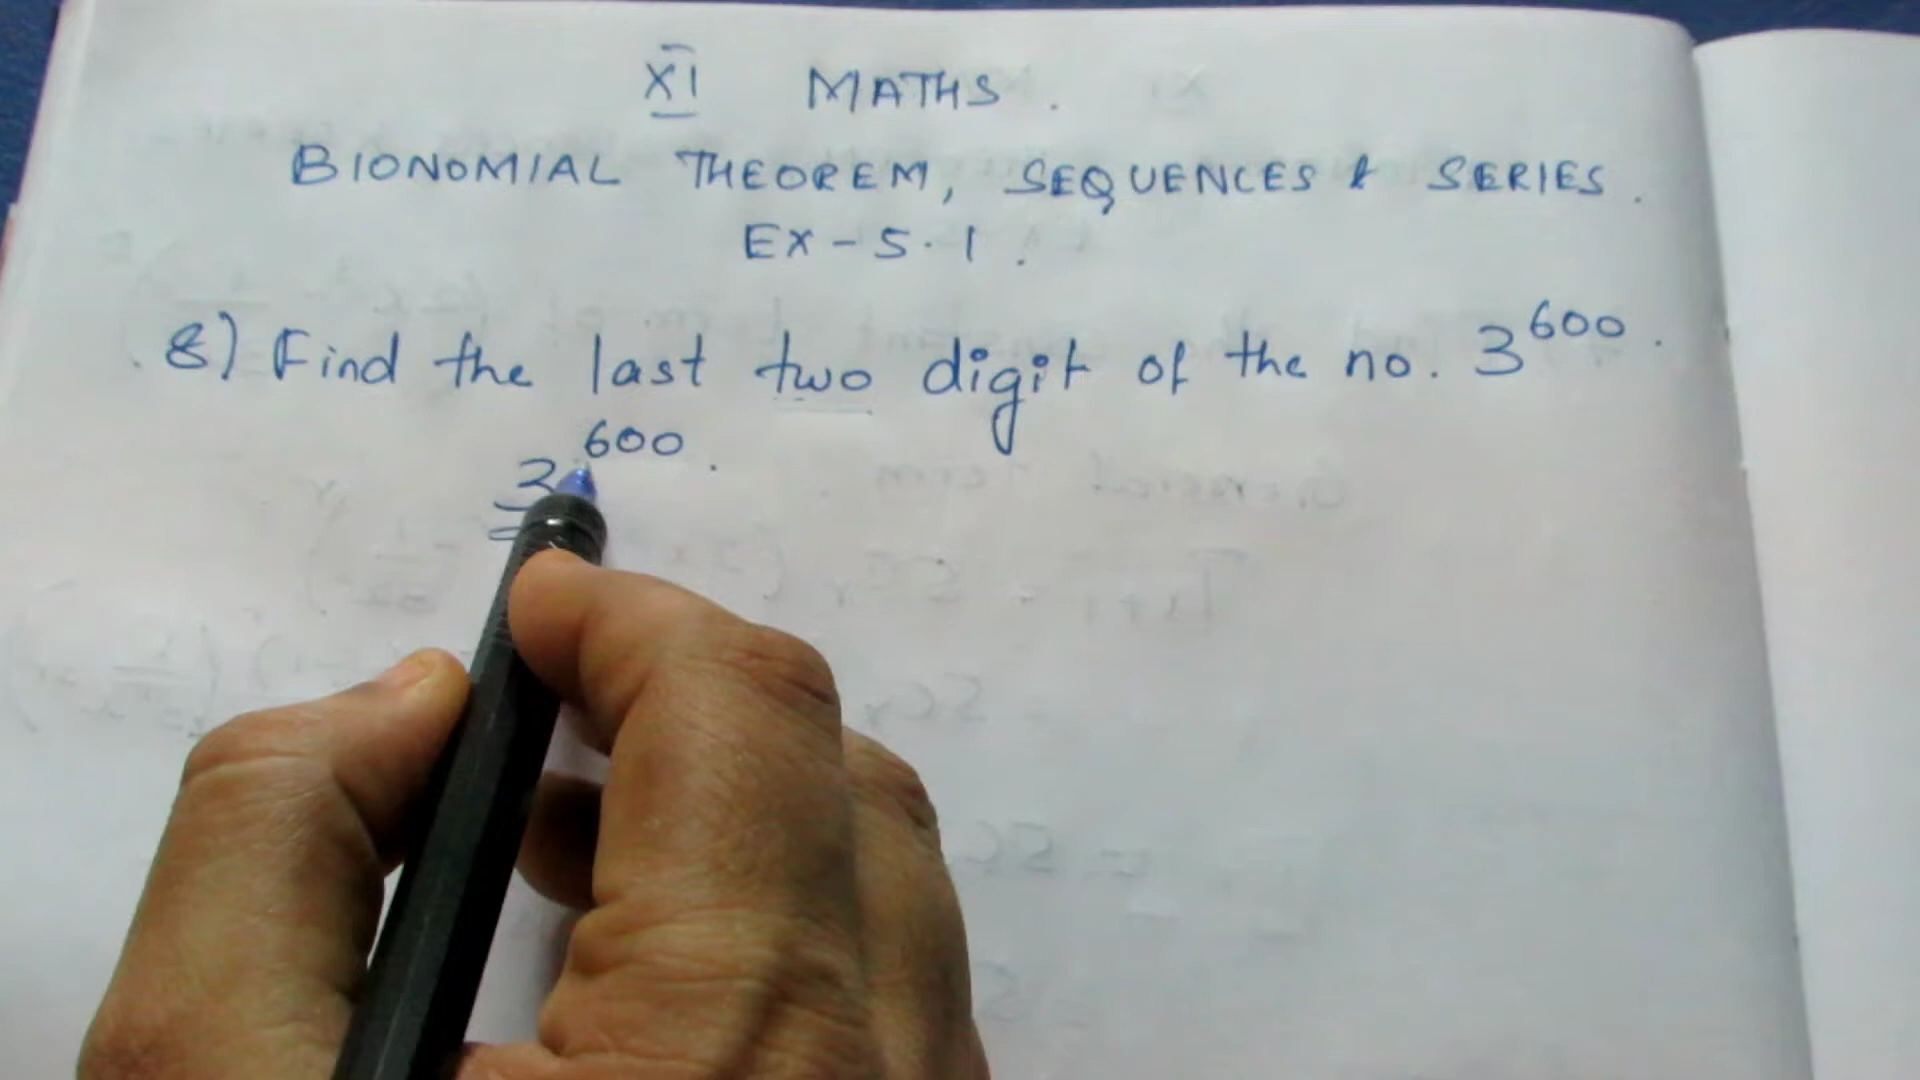 XI MATHS.
BIONOMIAL THEOREM, SEQUENCES & SERIES.
EX-5.1.
8) Find the last two digit of the no. 3^600.
3^600.